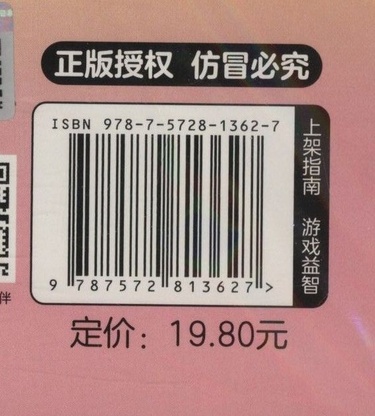 正版授权 仿冒必究
ISBN 978-7-5728-1362-7
9 787572 813627 >
上架指南 游戏益智
定价：19.80元
伴